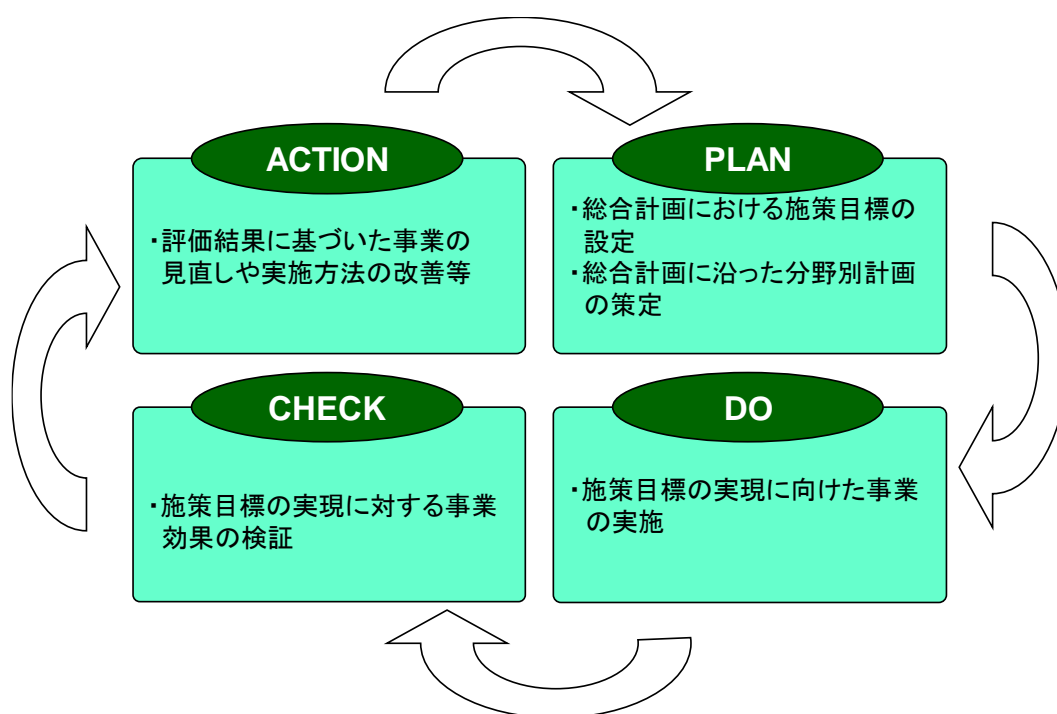 ACTION
・評価結果に基づいた事業の
見直しや実施方法の改善等
PLAN
・総合計画における施策目標の
設定
・総合計画に沿った分野別計画
の策定
CHECK
・施策目標の実現に対する事業
効果の検証
DO
・施策目標の実現に向けた事業
の実施